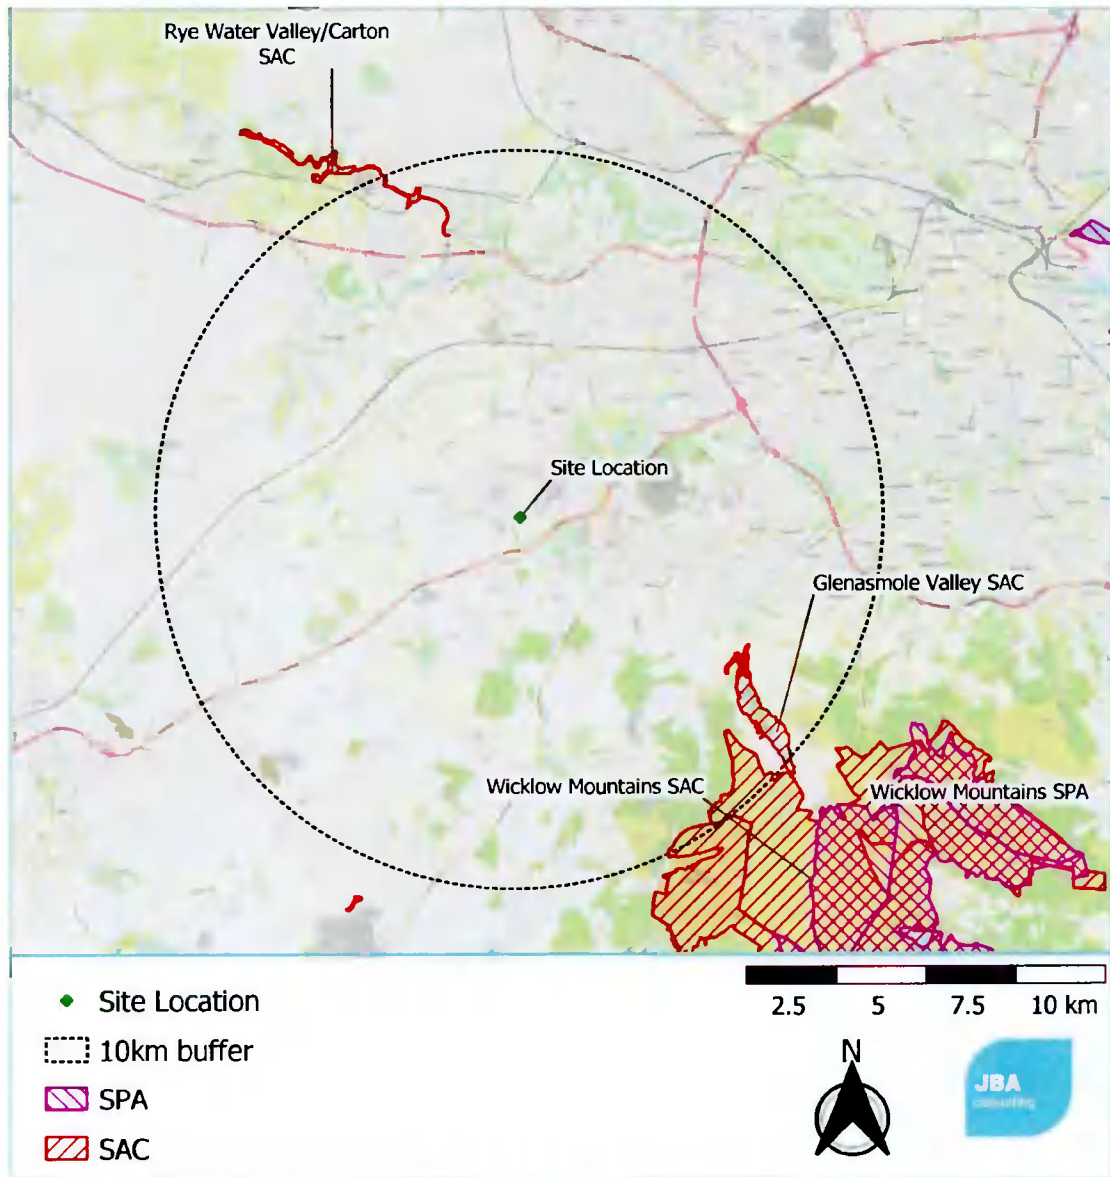 Rye Water Valley/Carton
SAC
Site Location
Glenasmole Valley SAC
Wicklow Mountains SAC
Wicklow Mountains SPA
Site Location
10km buffer
SPA
SAC
2.5 5 7.5 10 km
N
JBA
consulting